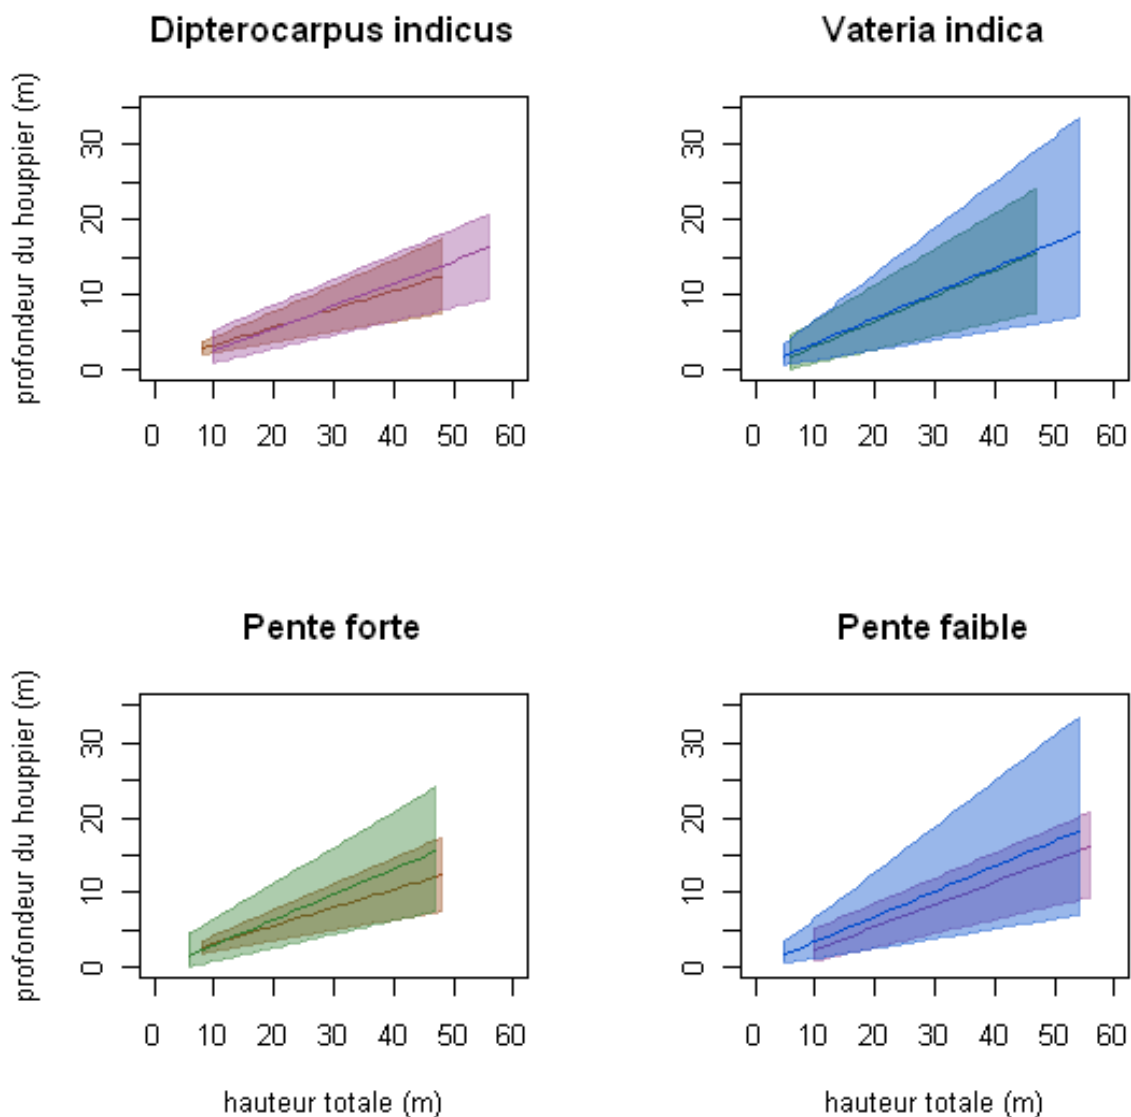 Dipterocarpus indicus
Vateria indica
profondeur du houppier (m)
0 10 20 30
0 10 20 30 40 50 60
0 10 20 30
0 10 20 30 40 50 60
Pente forte
Pente faible
profondeur du houppier (m)
0 10 20 30
0 10 20 30 40 50 60
0 10 20 30
0 10 20 30 40 50 60
hauteur totale (m)
hauteur totale (m)